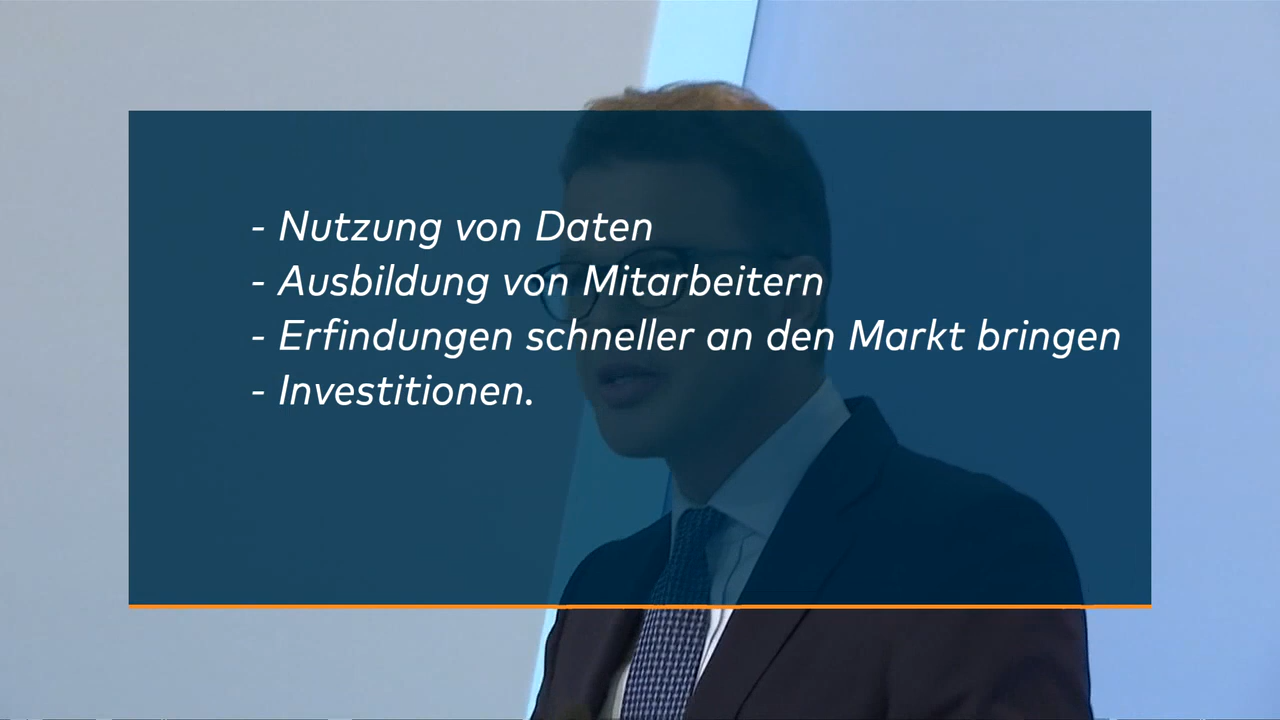 - Nutzung von Daten
- Ausbildung von Mitarbeitern
- Erfindungen schneller an den Markt bringen
- Investitionen.